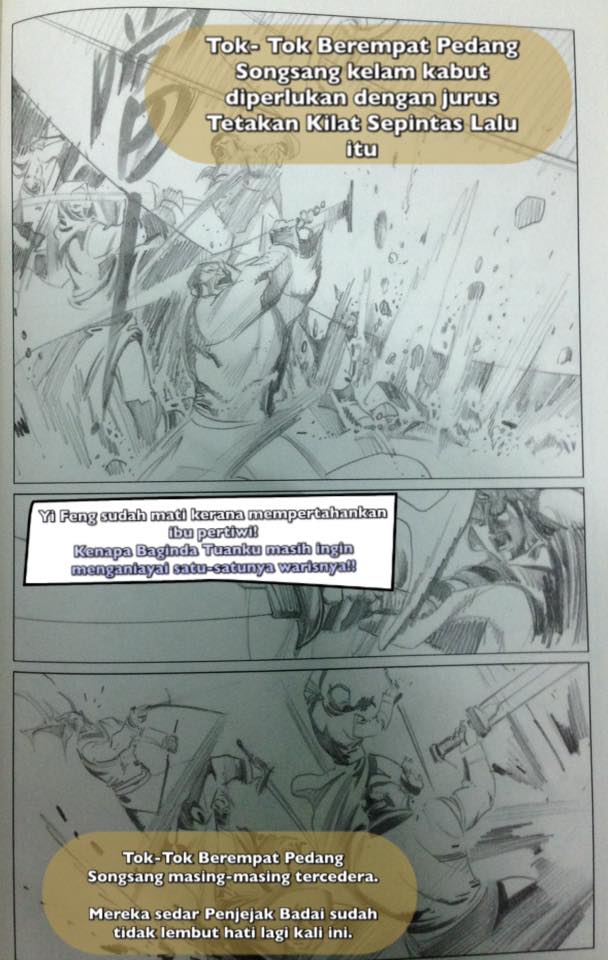 Tok- Tok Berempat Pedang
Songsang kelam kabut
diperlukan dengan jurus
Tetakan Kilat Sepintas Lalu
itu
Yi Feng sudah mati kerana mempertahankan
ibu pertiwi!
Kenapa Baginda Tuanku masih ingin
menganiayai satu-satunya warisnya!!
Tok-Tok Berempat Pedang
Songsang masing-masing tercedera.
Mereka sedar Penjejak Badai sudah
tidak lembut hati lagi kali ini.